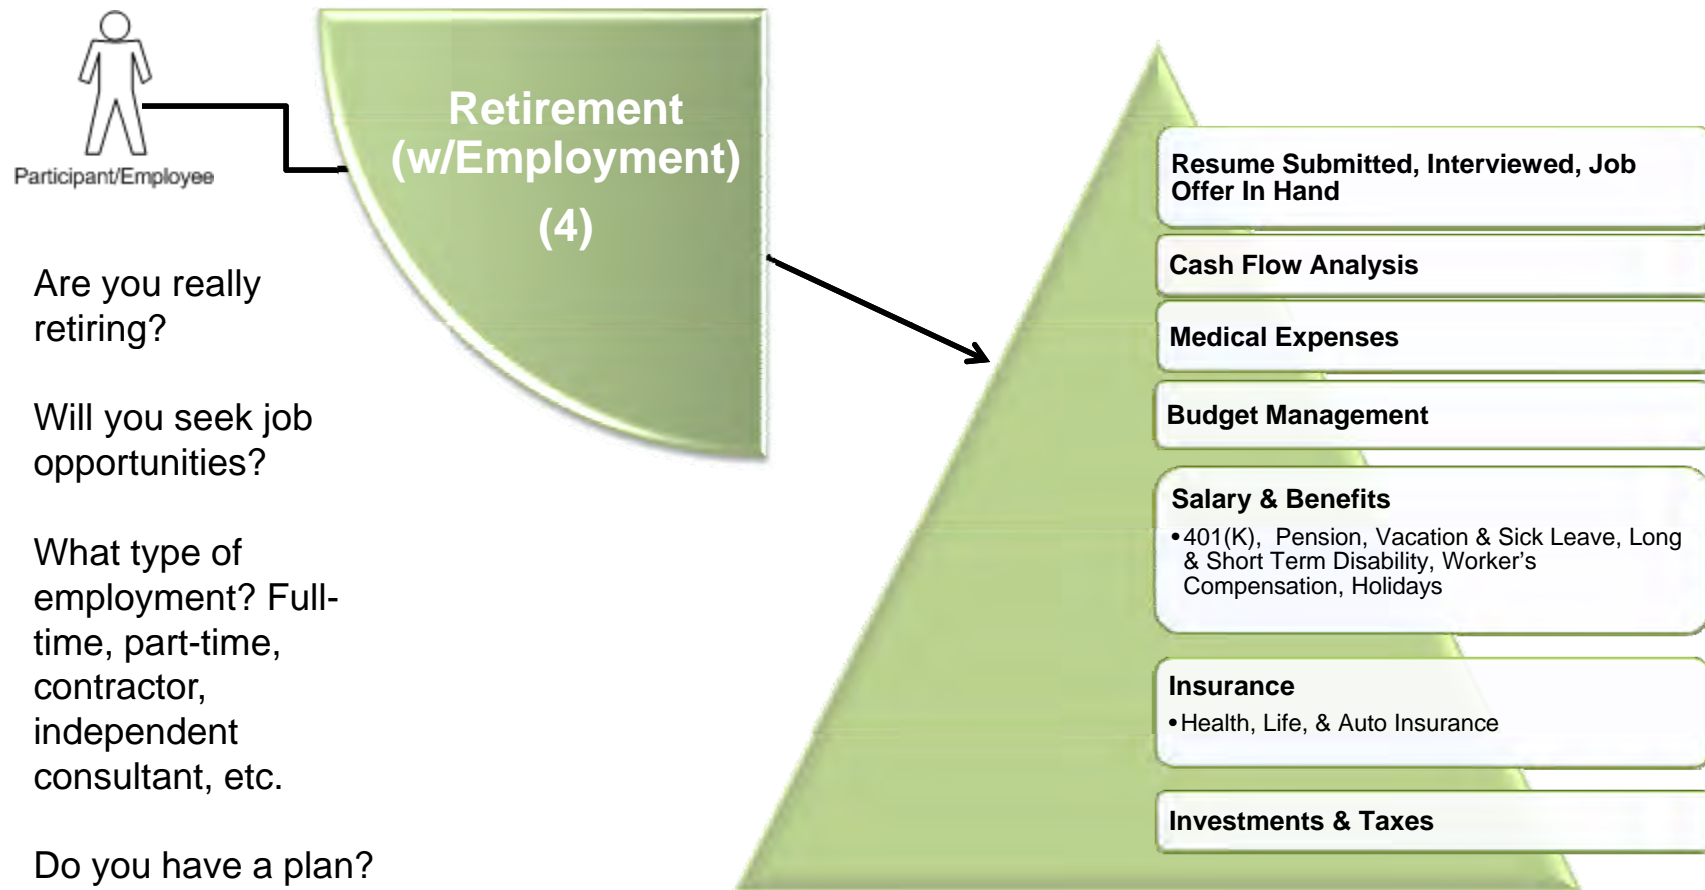 Participant/Employee
Retirement
(w/Employment)
(4)
Are you really
retiring?
Will you seek job
opportunities?
What type of
employment? Full-
time, part-time,
contractor,
independent
consultant, etc.
Do you have a plan?
Resume Submitted, Interviewed, Job
Offer In Hand
Cash Flow Analysis
Medical Expenses
Budget Management
Salary & Benefits
•401(K),  Pension, Vacation & Sick Leave, Long
& Short Term Disability, Worker’s
Compensation, Holidays
Insurance
•Health, Life, & Auto Insurance
Investments & Taxes